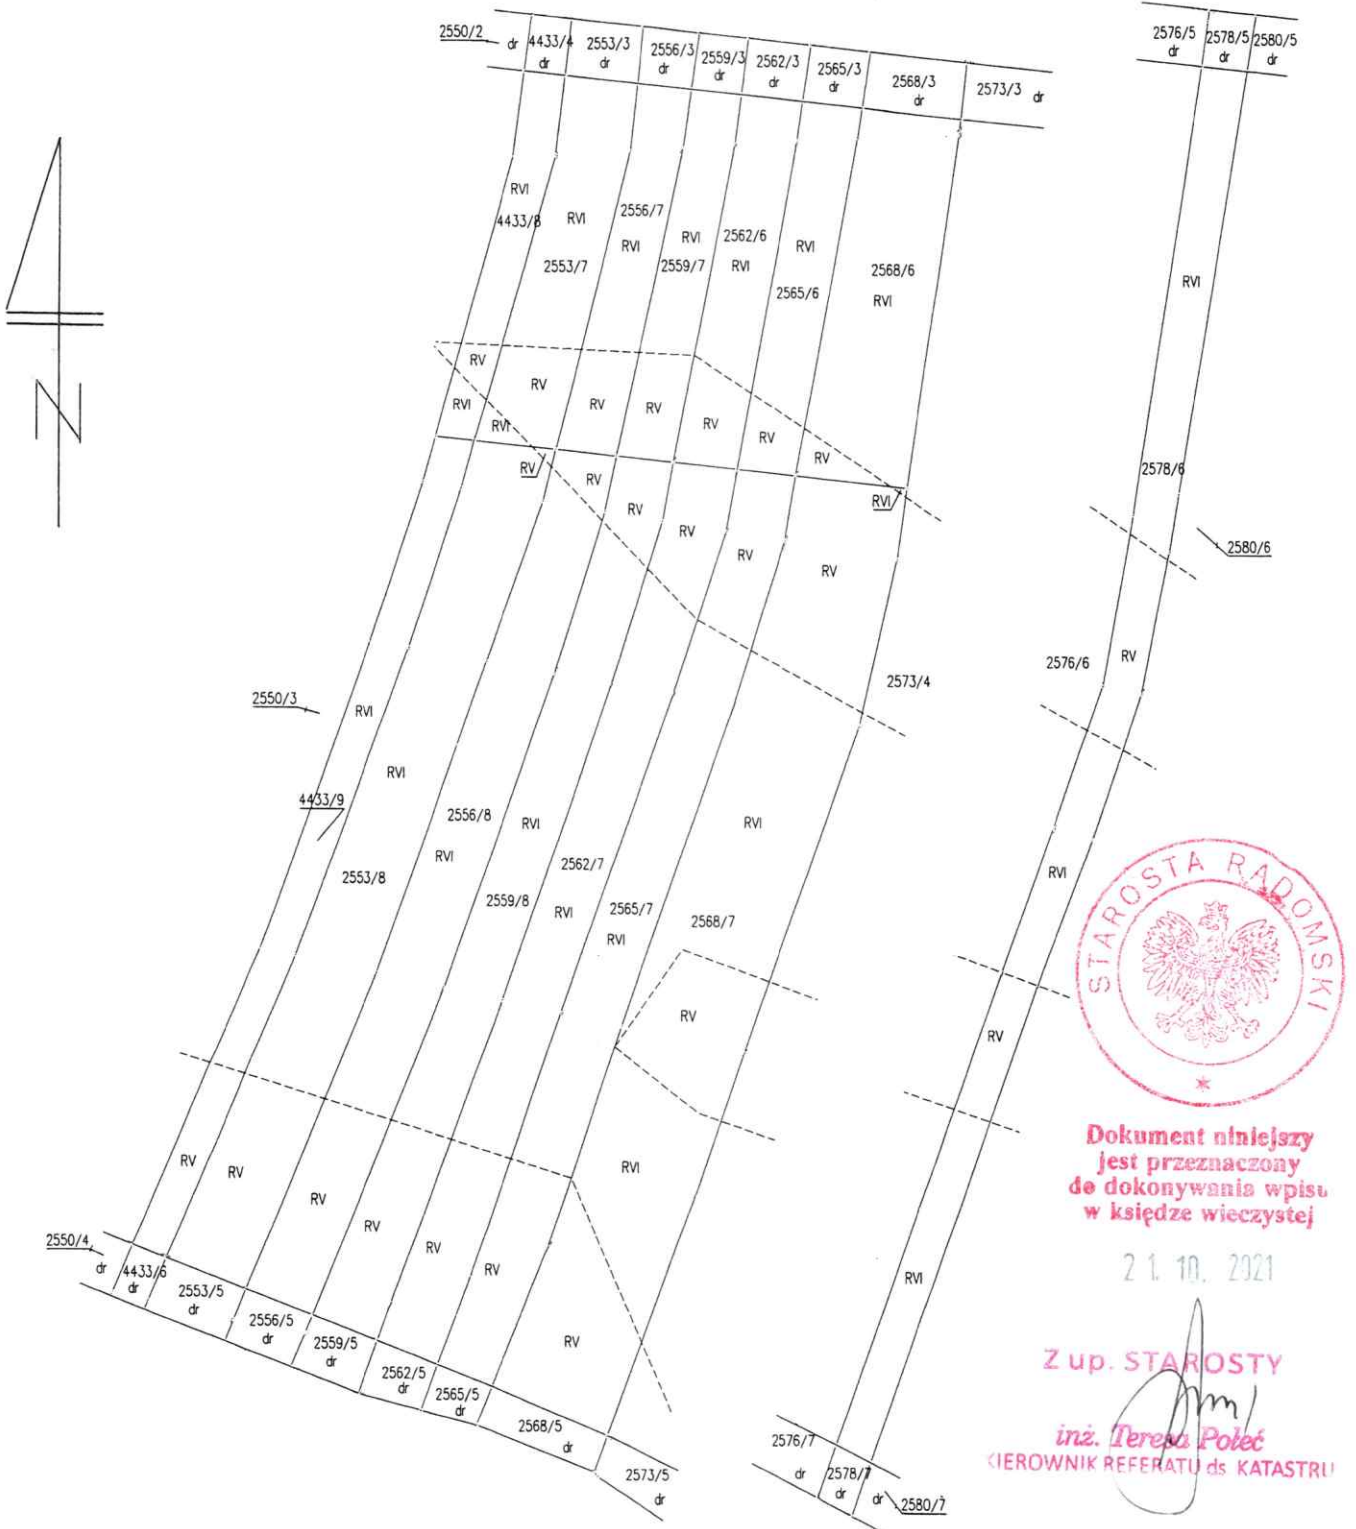 2550/2
dr
4433/4
dr
2553/3
dr
2556/3
dr
2559/3
dr
2562/3
dr
2565/3
dr
2568/3
dr
2573/3 dr
2576/5
dr
2578/5
dr
2580/5
dr
RVI
4433/8
RVI
2553/7
2556/7
RVI
RVI
2559/7
2562/6
RVI
RVI
2565/6
2568/6
RVI
RVI
N
RV
RV
RV
RV
RV
RV
RV
RVI
RVI
RV
RV
RV
RV
RV
RV
RVI
2578/6
2580/6
2550/3
RVI
RVI
4433/9
2553/8
2556/8
RVI
RVI
2559/8
2562/7
RVI
2565/7
RVI
RVI
2568/7
2573/4
2576/6
RV
RVI
RV
RV
RVI
RV
RV
RV
RV
RV
RV
RV
RVI
2550/4
dr
4433/6
dr
2553/5
dr
2556/5
dr
2559/5
dr
2562/5
dr
2565/5
dr
2568/5
dr
2573/5
dr
2576/7
dr
2578/7
dr
dr
2580/7
STAROSTA RADOMSKI
Dokument niniejszy
jest przeznaczony
do dokonywania wpisu
w księdze wieczystej
21. 10. 2021
Z up. STAROSTY
inż. Teresa Połeć
KIEROWNIK REFERATU ds KATASTRU